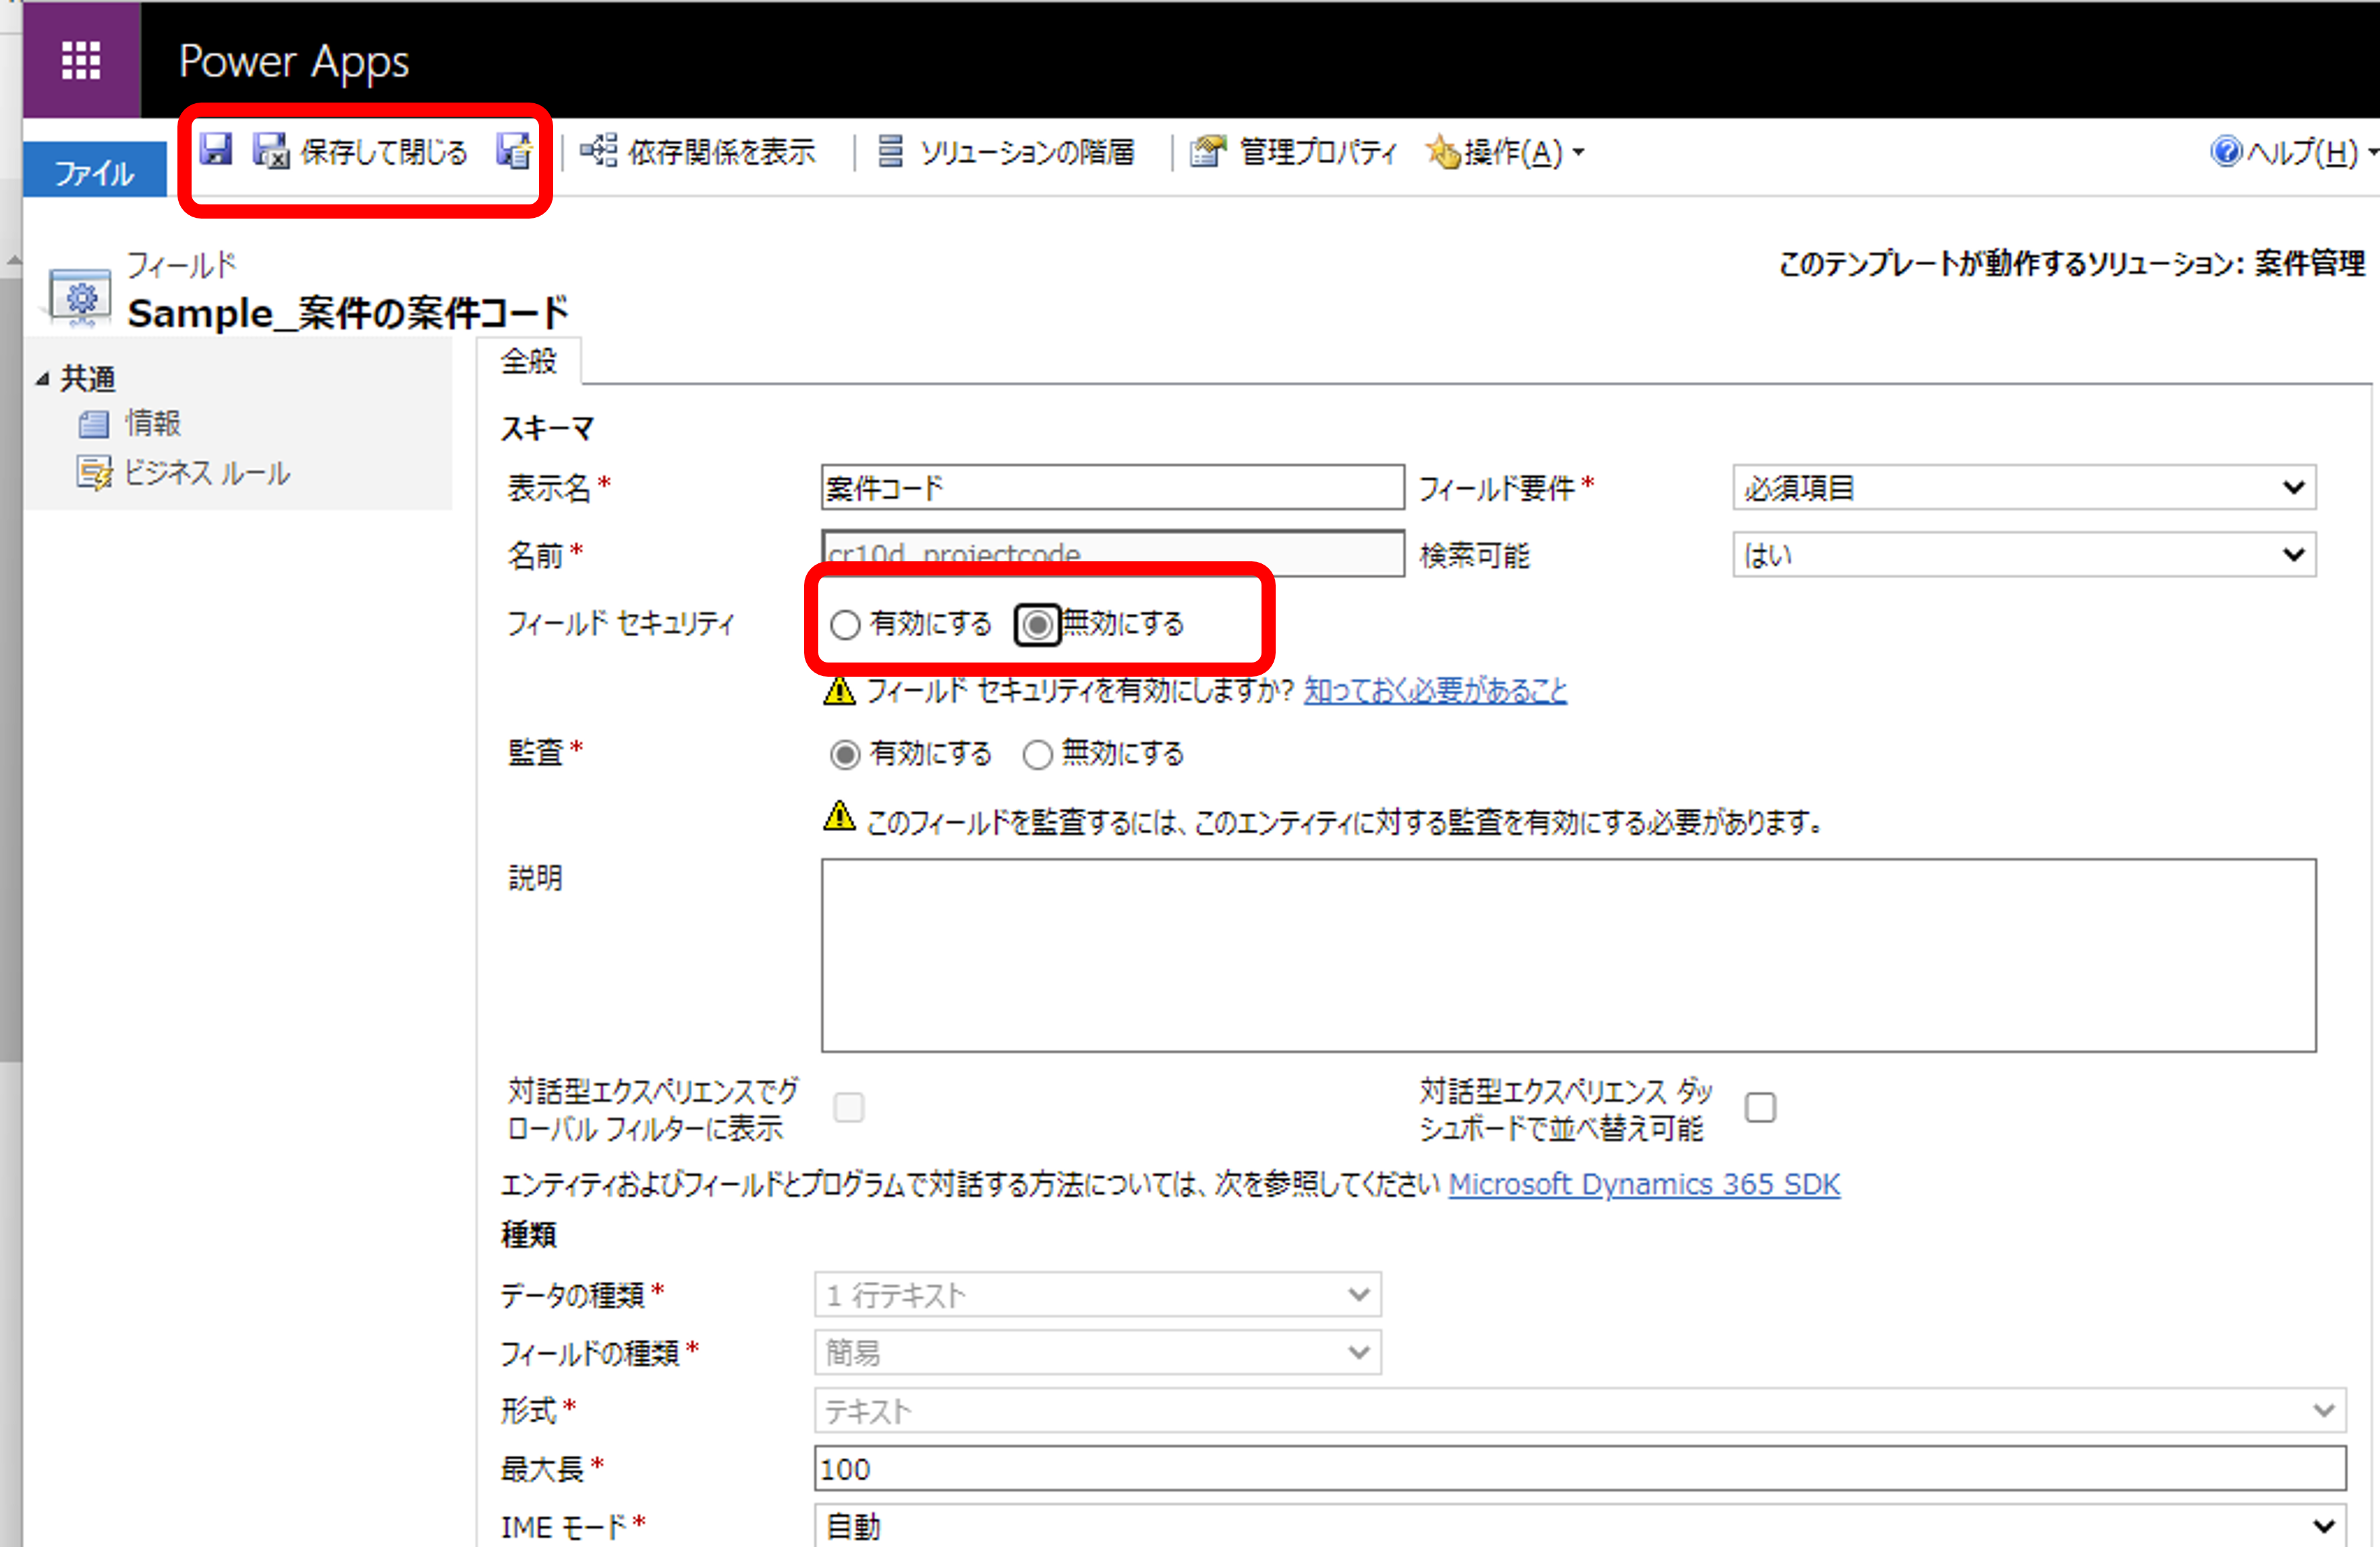 Power Apps
ファイル 保存して閉じる 依存関係を表示 ソリューションの階層 管理プロパティ 操作(A) ヘルプ(H)
フィールド
Sample_案件の案件コード
このテンプレートが動作するソリューション: 案件管理
共通
情報
ビジネス ルール
全般
スキーマ
表示名* 案件コード フィールド要件* 必須項目
名前* cr10d_projectcode 検索可能 はい
フィールド セキュリティ 有効にする 無効にする
フィールド セキュリティを有効にしますか? 知っておく必要があること
監査* 有効にする 無効にする
このフィールドを監査するには、このエンティティに対する監査を有効にする必要があります。
説明
対話型エクスペリエンスでグ
ローバル フィルターに表示
対話型エクスペリエンス ダッ
シュボードで並べ替え可能
エンティティおよびフィールドとプログラムで対話する方法については、次を参照してください Microsoft Dynamics 365 SDK
種類
データの種類* 1 行テキスト
フィールドの種類* 簡易
形式* テキスト
最大長* 100
IME モード* 自動